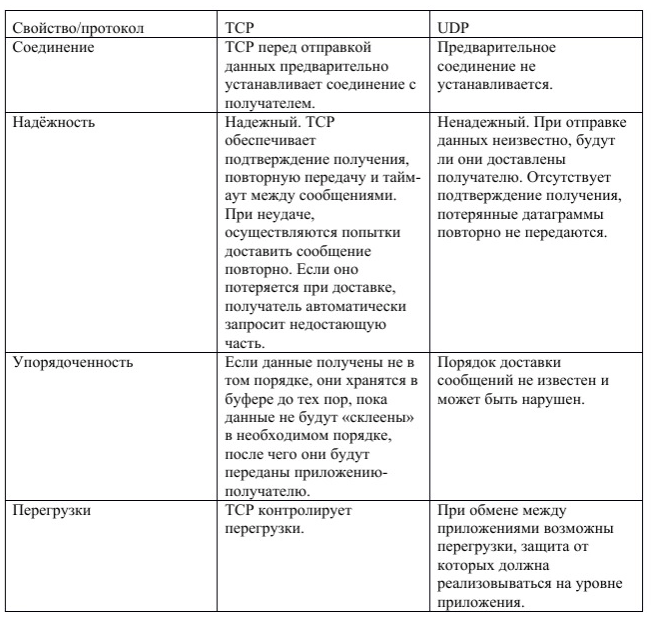 Свойство/протокол
TCP
UDP
Соединение
TCP перед отправкой
данных предварительно
устанавливает соединение с
получателем.
Предварительное
соединение не
устанавливается.
Надёжность
Надежный. TCP
обеспечивает
подтверждение получения,
повторную передачу и тайм-
аут между сообщениями.
При неудаче,
осуществляются попытки
доставить сообщение
повторно. Если оно
потеряется при доставке,
получатель автоматически
запросит недостающую
часть.
Ненадежный. При отправке
данных неизвестно, будут
ли они доставлены
получателю. Отсутствует
подтверждение получения,
потерянные датаграммы
повторно не передаются.
Упорядоченность
Если данные получены не в
том порядке, они хранятся в
буфере до тех пор, пока
данные не будут «склеены»
в необходимом порядке,
после чего они будут
переданы приложению-
получателю.
Порядок доставки
сообщений не известен и
может быть нарушен.
Перегрузки
TCP контролирует
перегрузки.
При обмене между
приложениями возможны
перегрузки, защита от
которых должна
реализовываться на уровне
приложения.